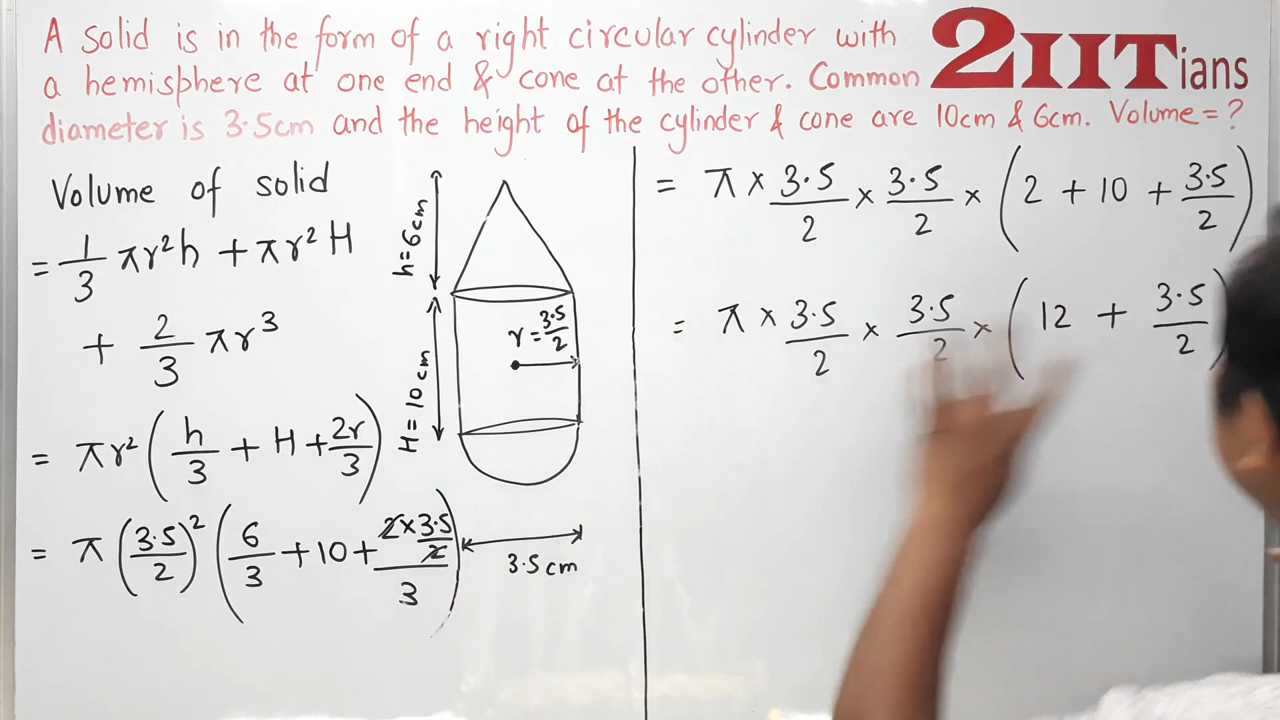 A solid is in the form of a right circular cylinder with
a hemisphere at one end & cone at the other. Common
diameter is 3.5cm and the height of the cylinder & cone are 10cm & 6cm. Volume = ?
2IITians
Volume of solid
= 1/3 πr²h + πr²H
+ 2/3 πr³
= πr² (h/3 + H + 2r/3)
= π (3.5/2)² (6/3 + 10 + (2×3.5/2)/3)
h=6cm
H=10cm
r=3.5/2
3.5cm
= π × 3.5/2 × 3.5/2 × (2 + 10 + 3.5/2)
= π × 3.5/2 × 3.5/2 × (12 + 3.5/2)